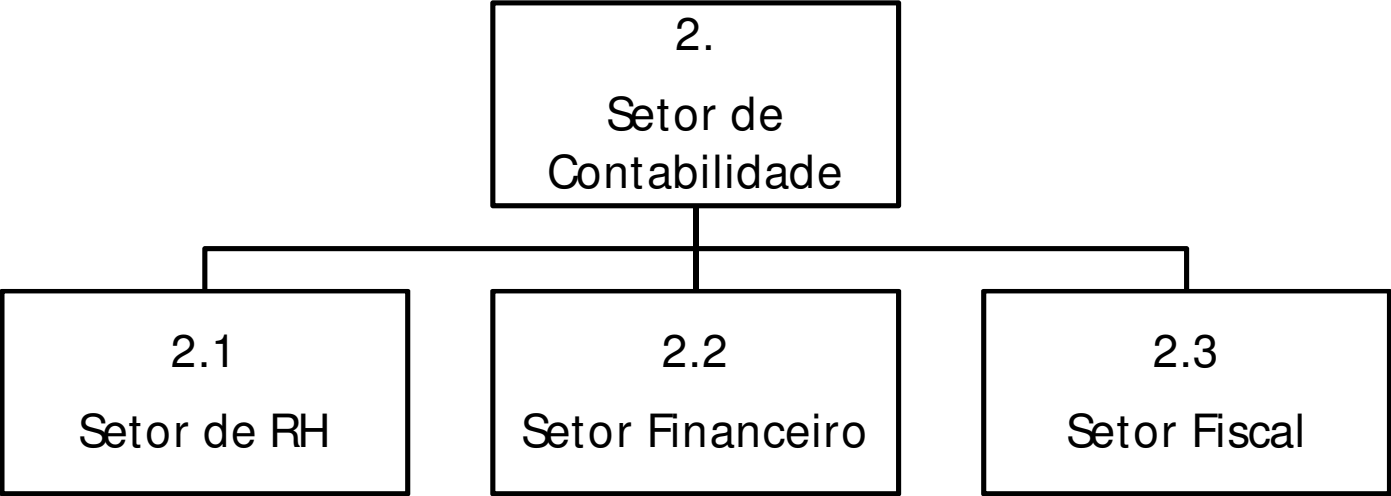 2.
Setor de
Contabilidade
2.1
Setor de RH
2.2
Setor Financeiro
2.3
Setor Fiscal